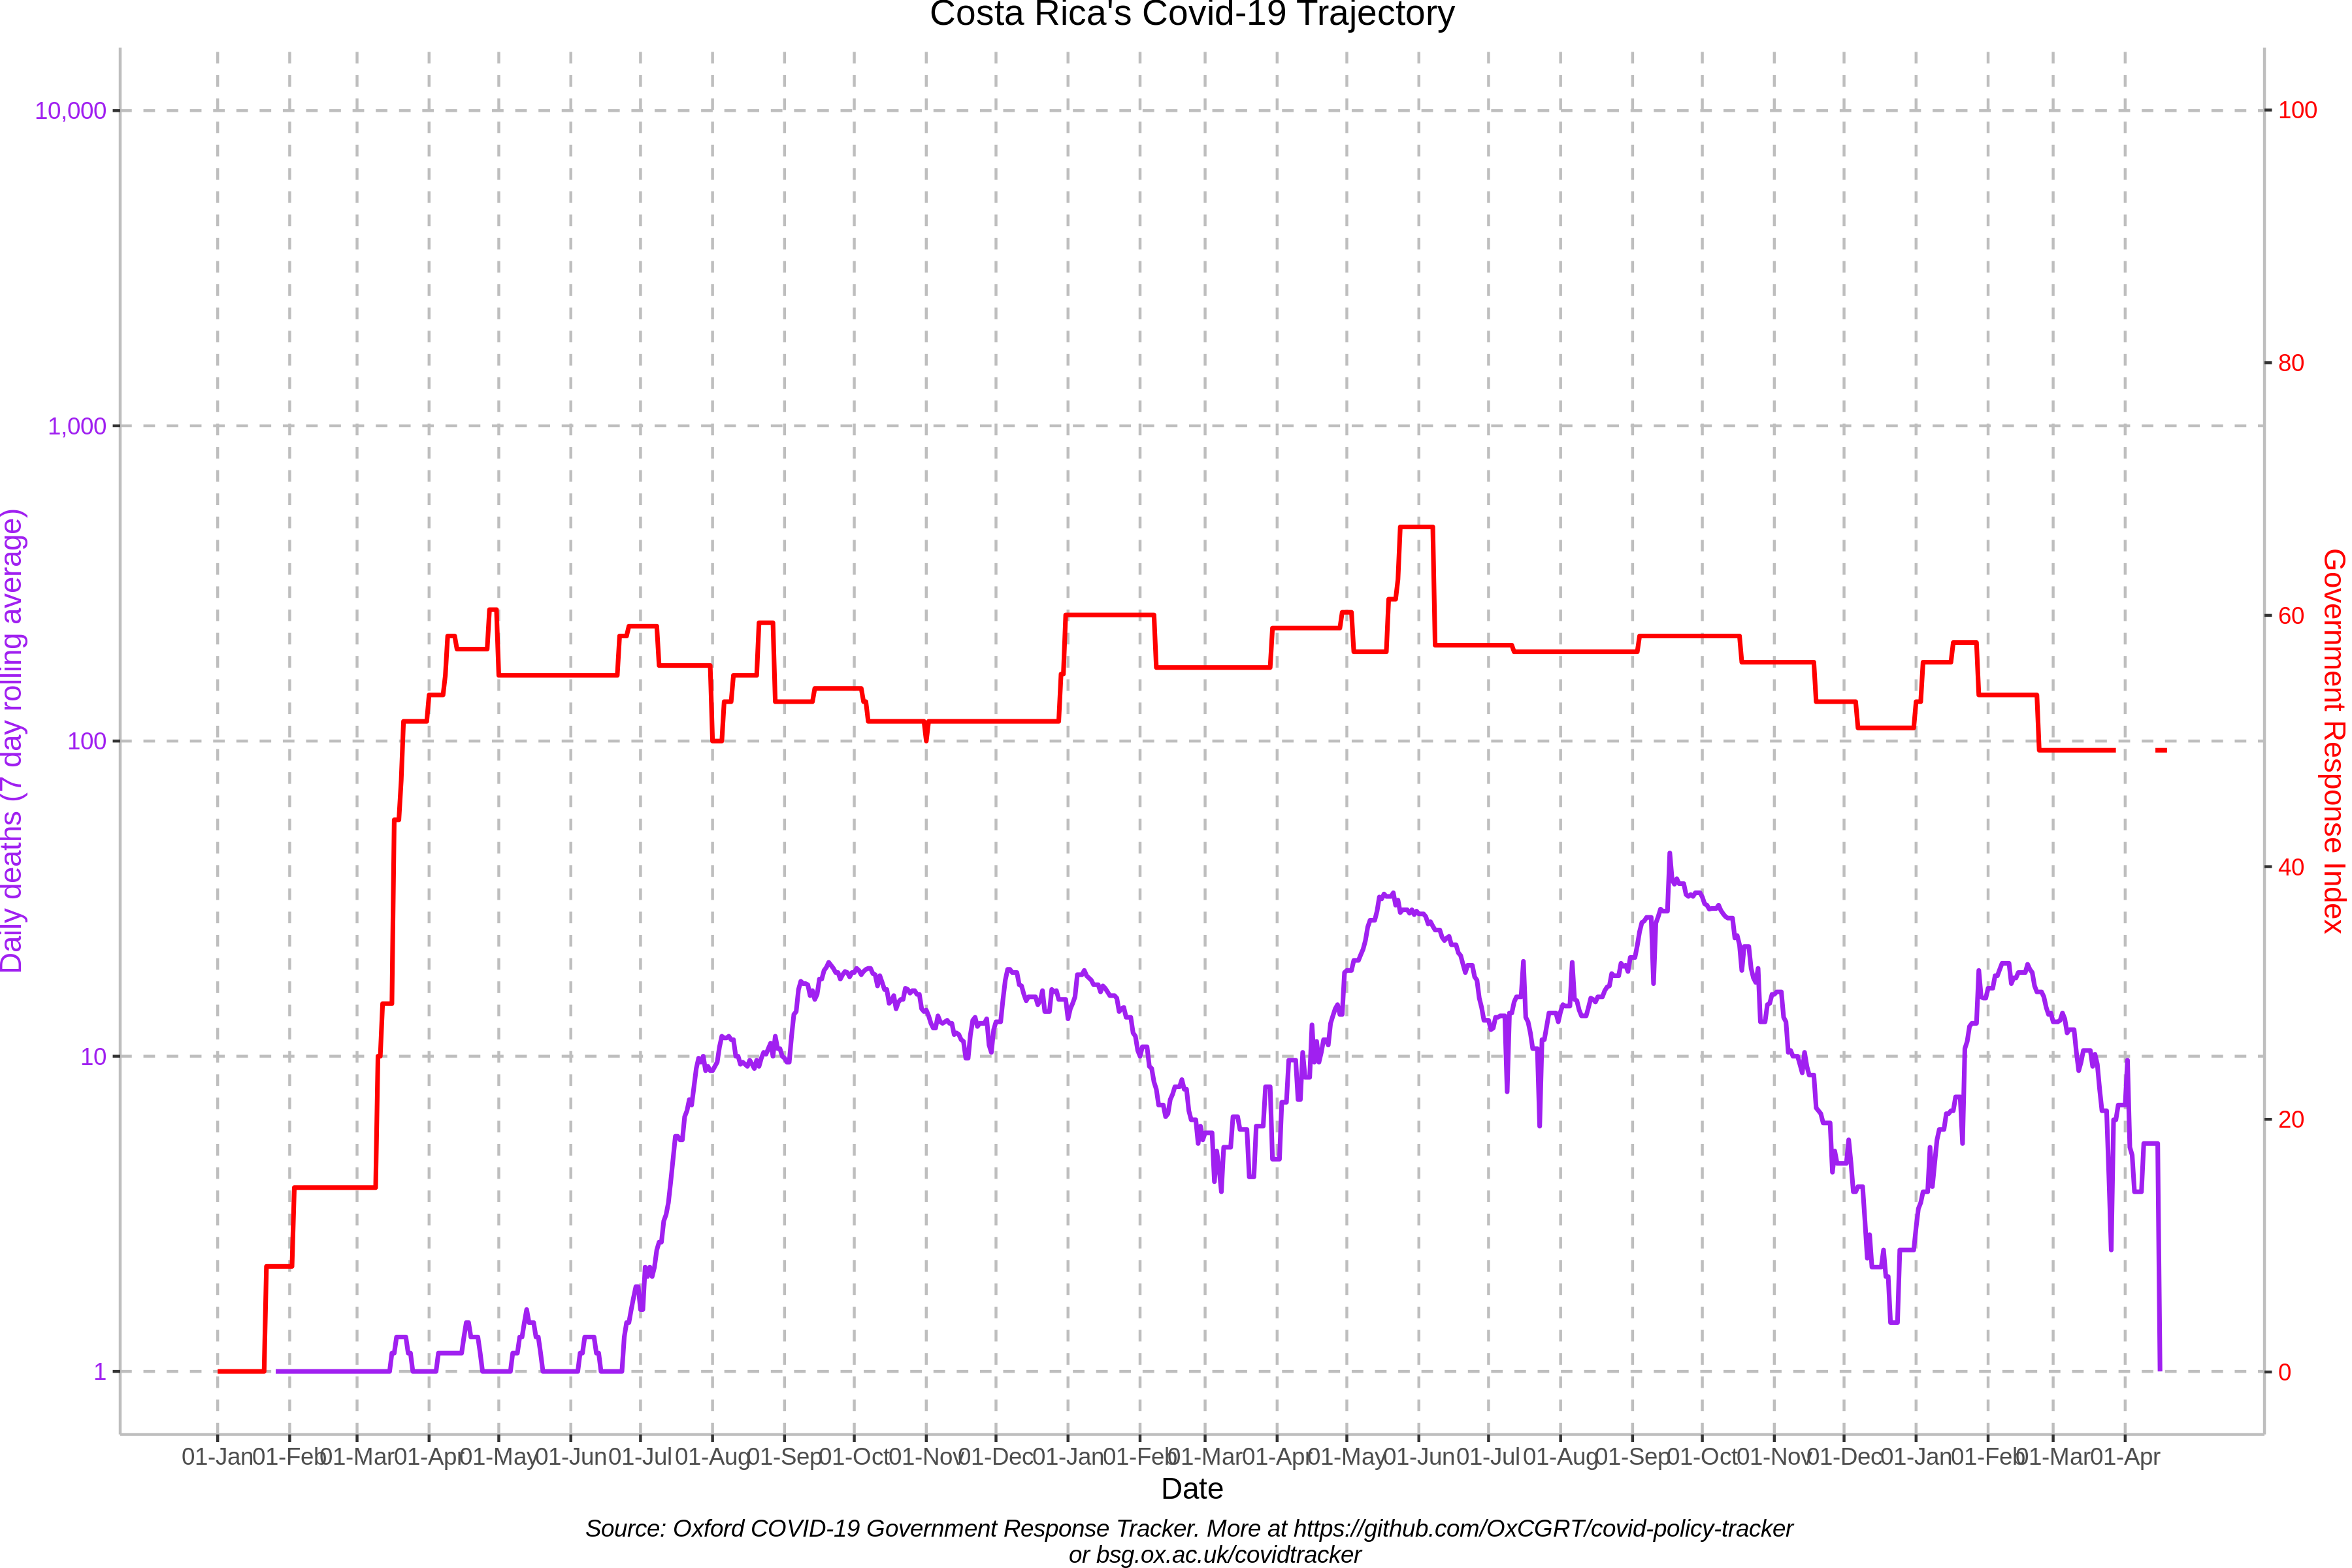 Costa Rica's Covid-19 Trajectory
10,000
1,000
100
10
1
Daily deaths (7 day rolling average)
100
80
60
40
20
0
Government Response Index
01-Jan 01-Feb 01-Mar 01-Apr 01-May 01-Jun 01-Jul 01-Aug 01-Sep 01-Oct 01-Nov 01-Dec 01-Jan 01-Feb 01-Mar 01-Apr 01-May 01-Jun 01-Jul 01-Aug 01-Sep 01-Oct 01-Nov 01-Dec 01-Jan 01-Feb 01-Mar 01-Apr
Date
Source: Oxford COVID-19 Government Response Tracker. More at https://github.com/OxCGRT/covid-policy-tracker
or bsg.ox.ac.uk/covidtracker